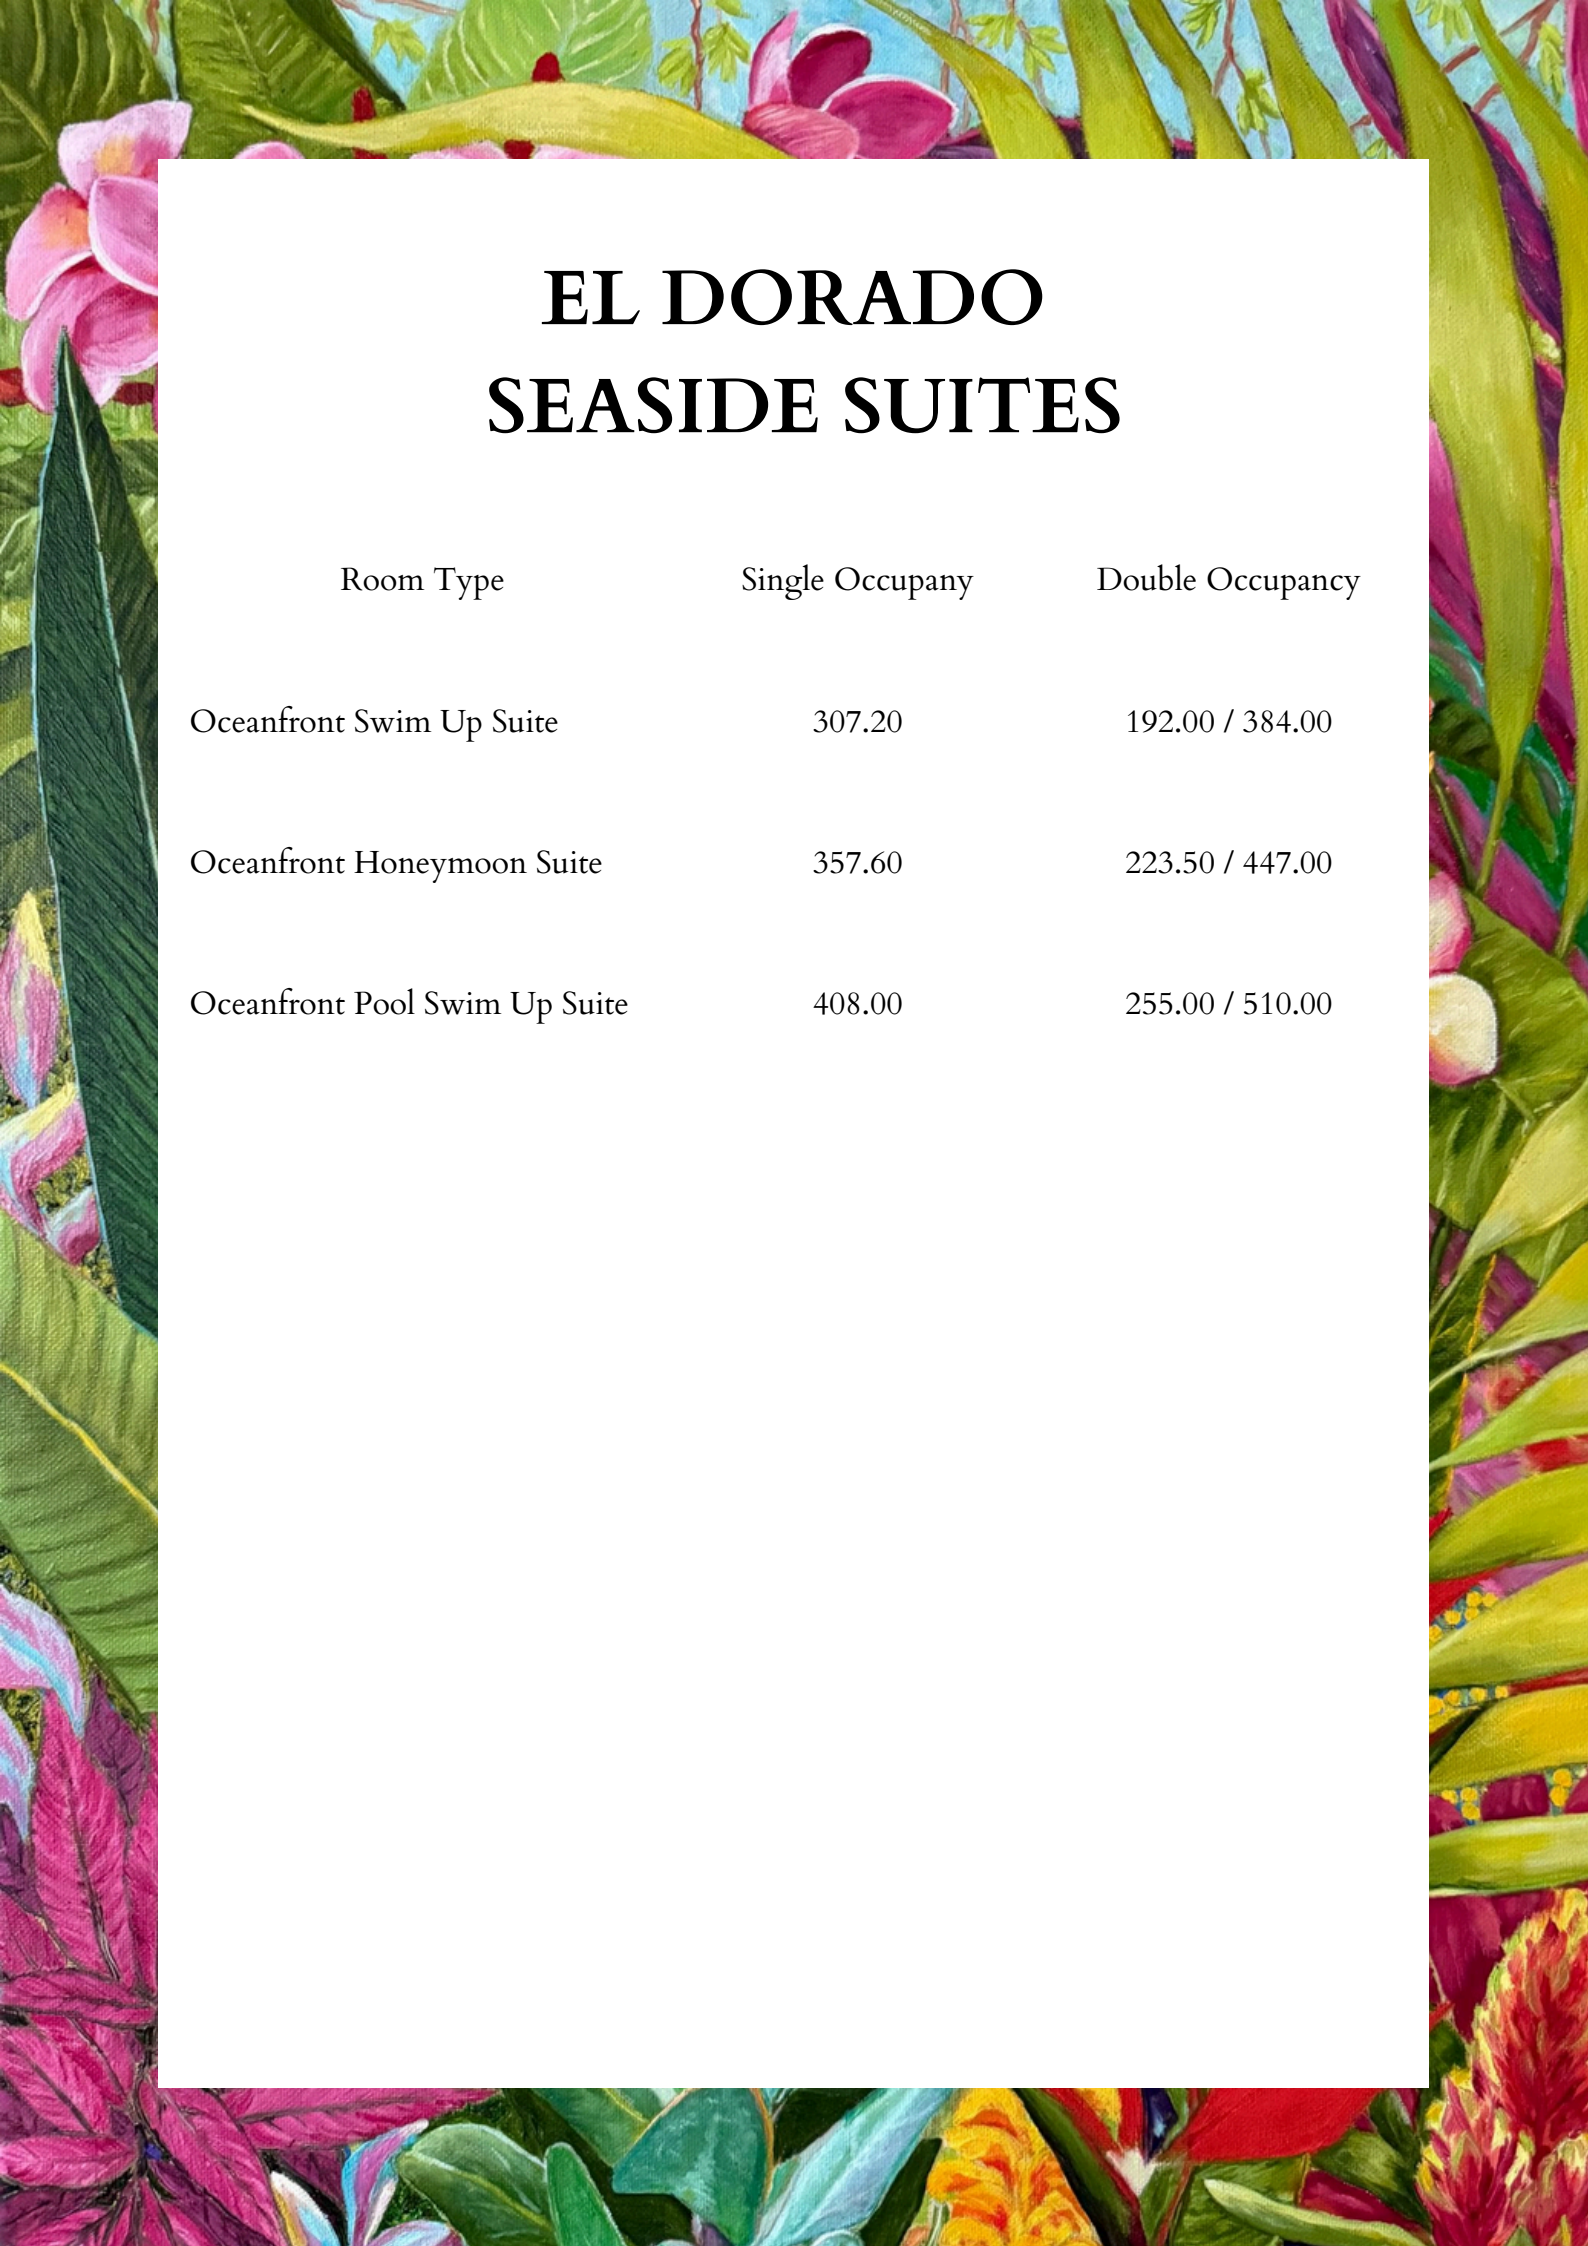 EL DORADO
SEASIDE SUITES
Room Type Single Occupany Double Occupancy
Oceanfront Swim Up Suite 307.20 192.00 / 384.00
Oceanfront Honeymoon Suite 357.60 223.50 / 447.00
Oceanfront Pool Swim Up Suite 408.00 255.00 / 510.00